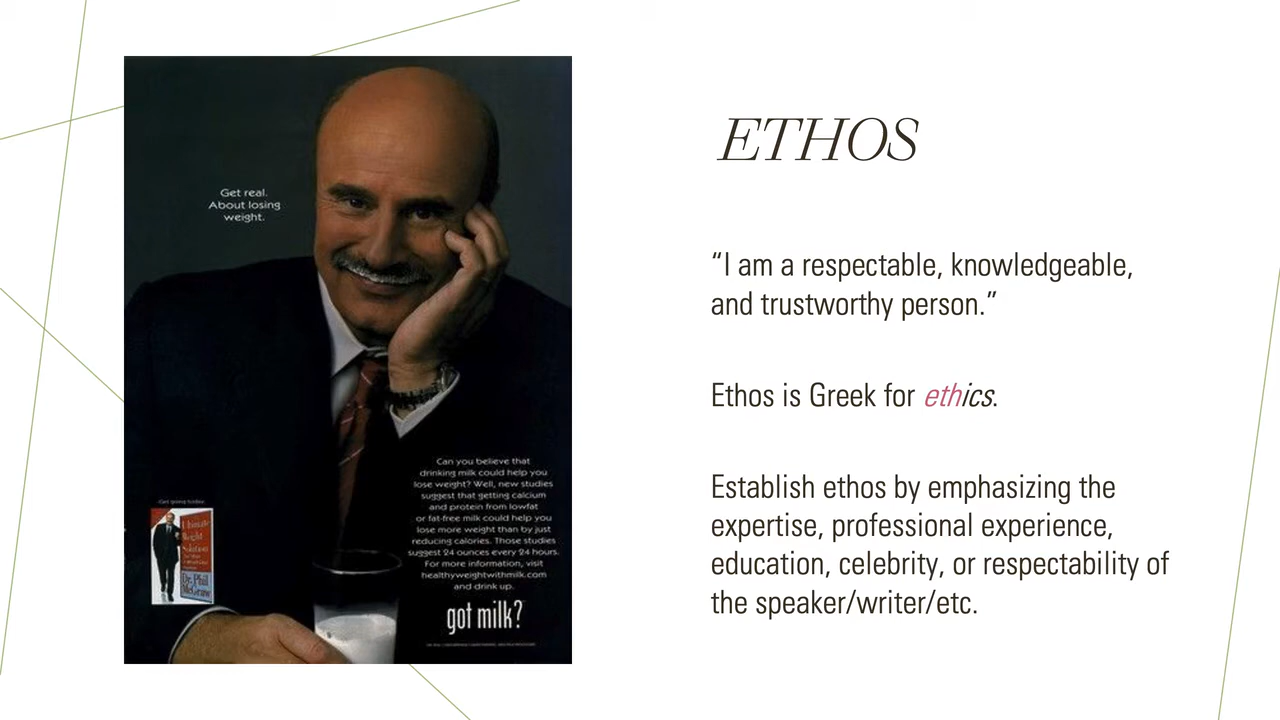 Get real.
About losing
weight.
Can you believe that
drinking milk could help you
lose weight? Well, new studies
suggest that getting calcium
and protein from lowfat
or fat-free milk could help you
lose more weight than by just
reducing calories. Those studies
suggest 24 ounces every 24 hours.
For more information, visit
healthyweightwithmilk.com
and drink up.
got milk?
Ultimate
Weight
Solution
Dr. Phil
McGraw
ETHOS
“I am a respectable, knowledgeable,
and trustworthy person.”
Ethos is Greek for ethics.
Establish ethos by emphasizing the
expertise, professional experience,
education, celebrity, or respectability of
the speaker/writer/etc.